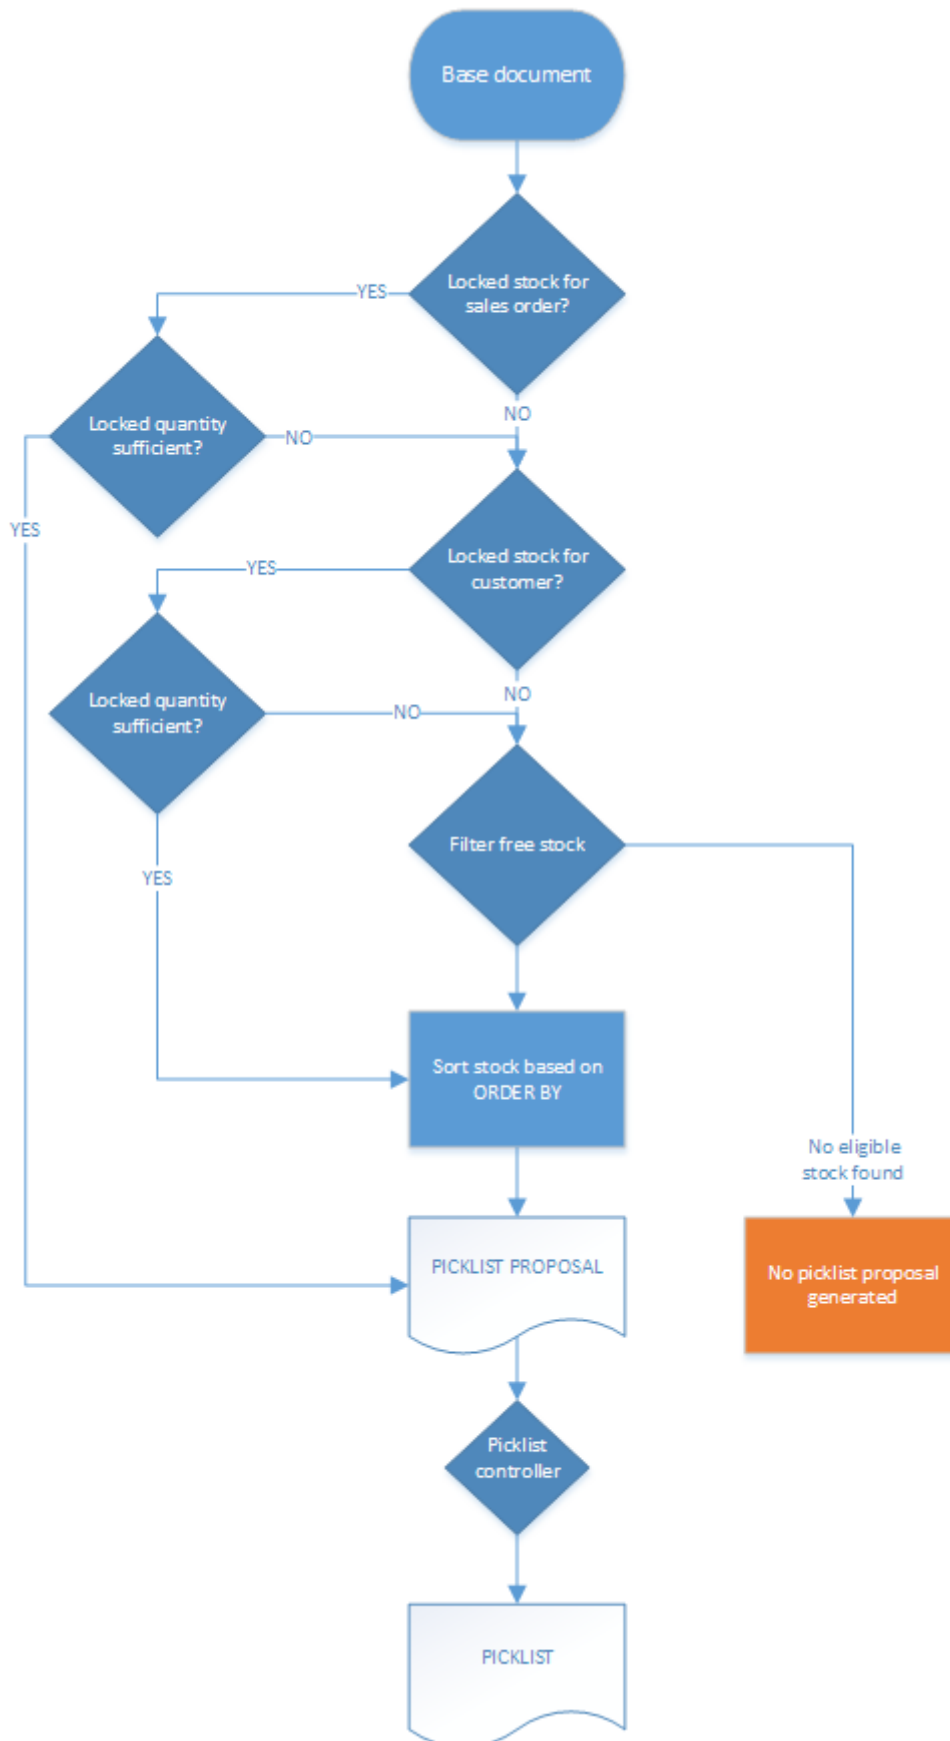 Base document
Locked stock for
sales order?
YES
NO
Locked quantity
sufficient?
NO
YES
Locked stock for
customer?
YES
NO
Locked quantity
sufficient?
NO
YES
Filter free stock
Sort stock based on
ORDER BY
No eligible
stock found
PICKLIST PROPOSAL
No picklist proposal
generated
Picklist
controller
PICKLIST